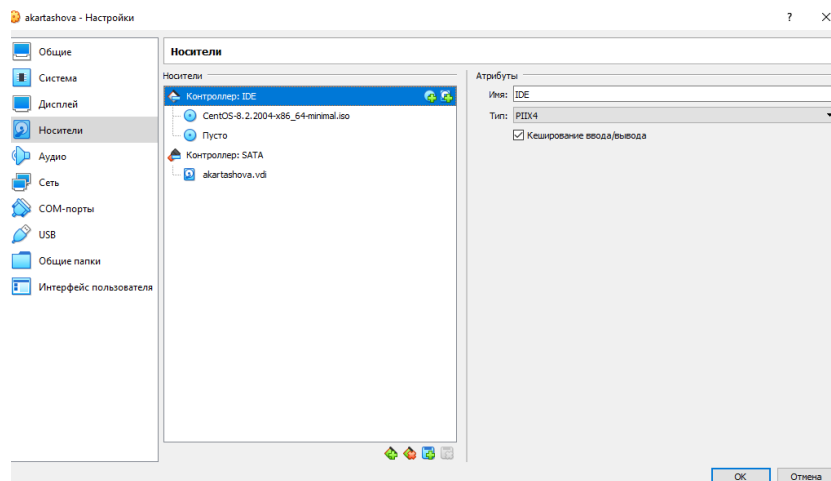 akartashova - Настройки
?
Общие
Система
Дисплей
Носители
Аудио
Сеть
COM-порты
USB
Общие папки
Интерфейс пользователя
Носители
Носители
Контроллер: IDE
CentOS-8.2.2004-x86_64-minimal.iso
Пусто
Контроллер: SATA
akartashova.vdi
Атрибуты
Имя: IDE
Тип: PIIX4
Кеширование ввода/вывода
OK
Отмена